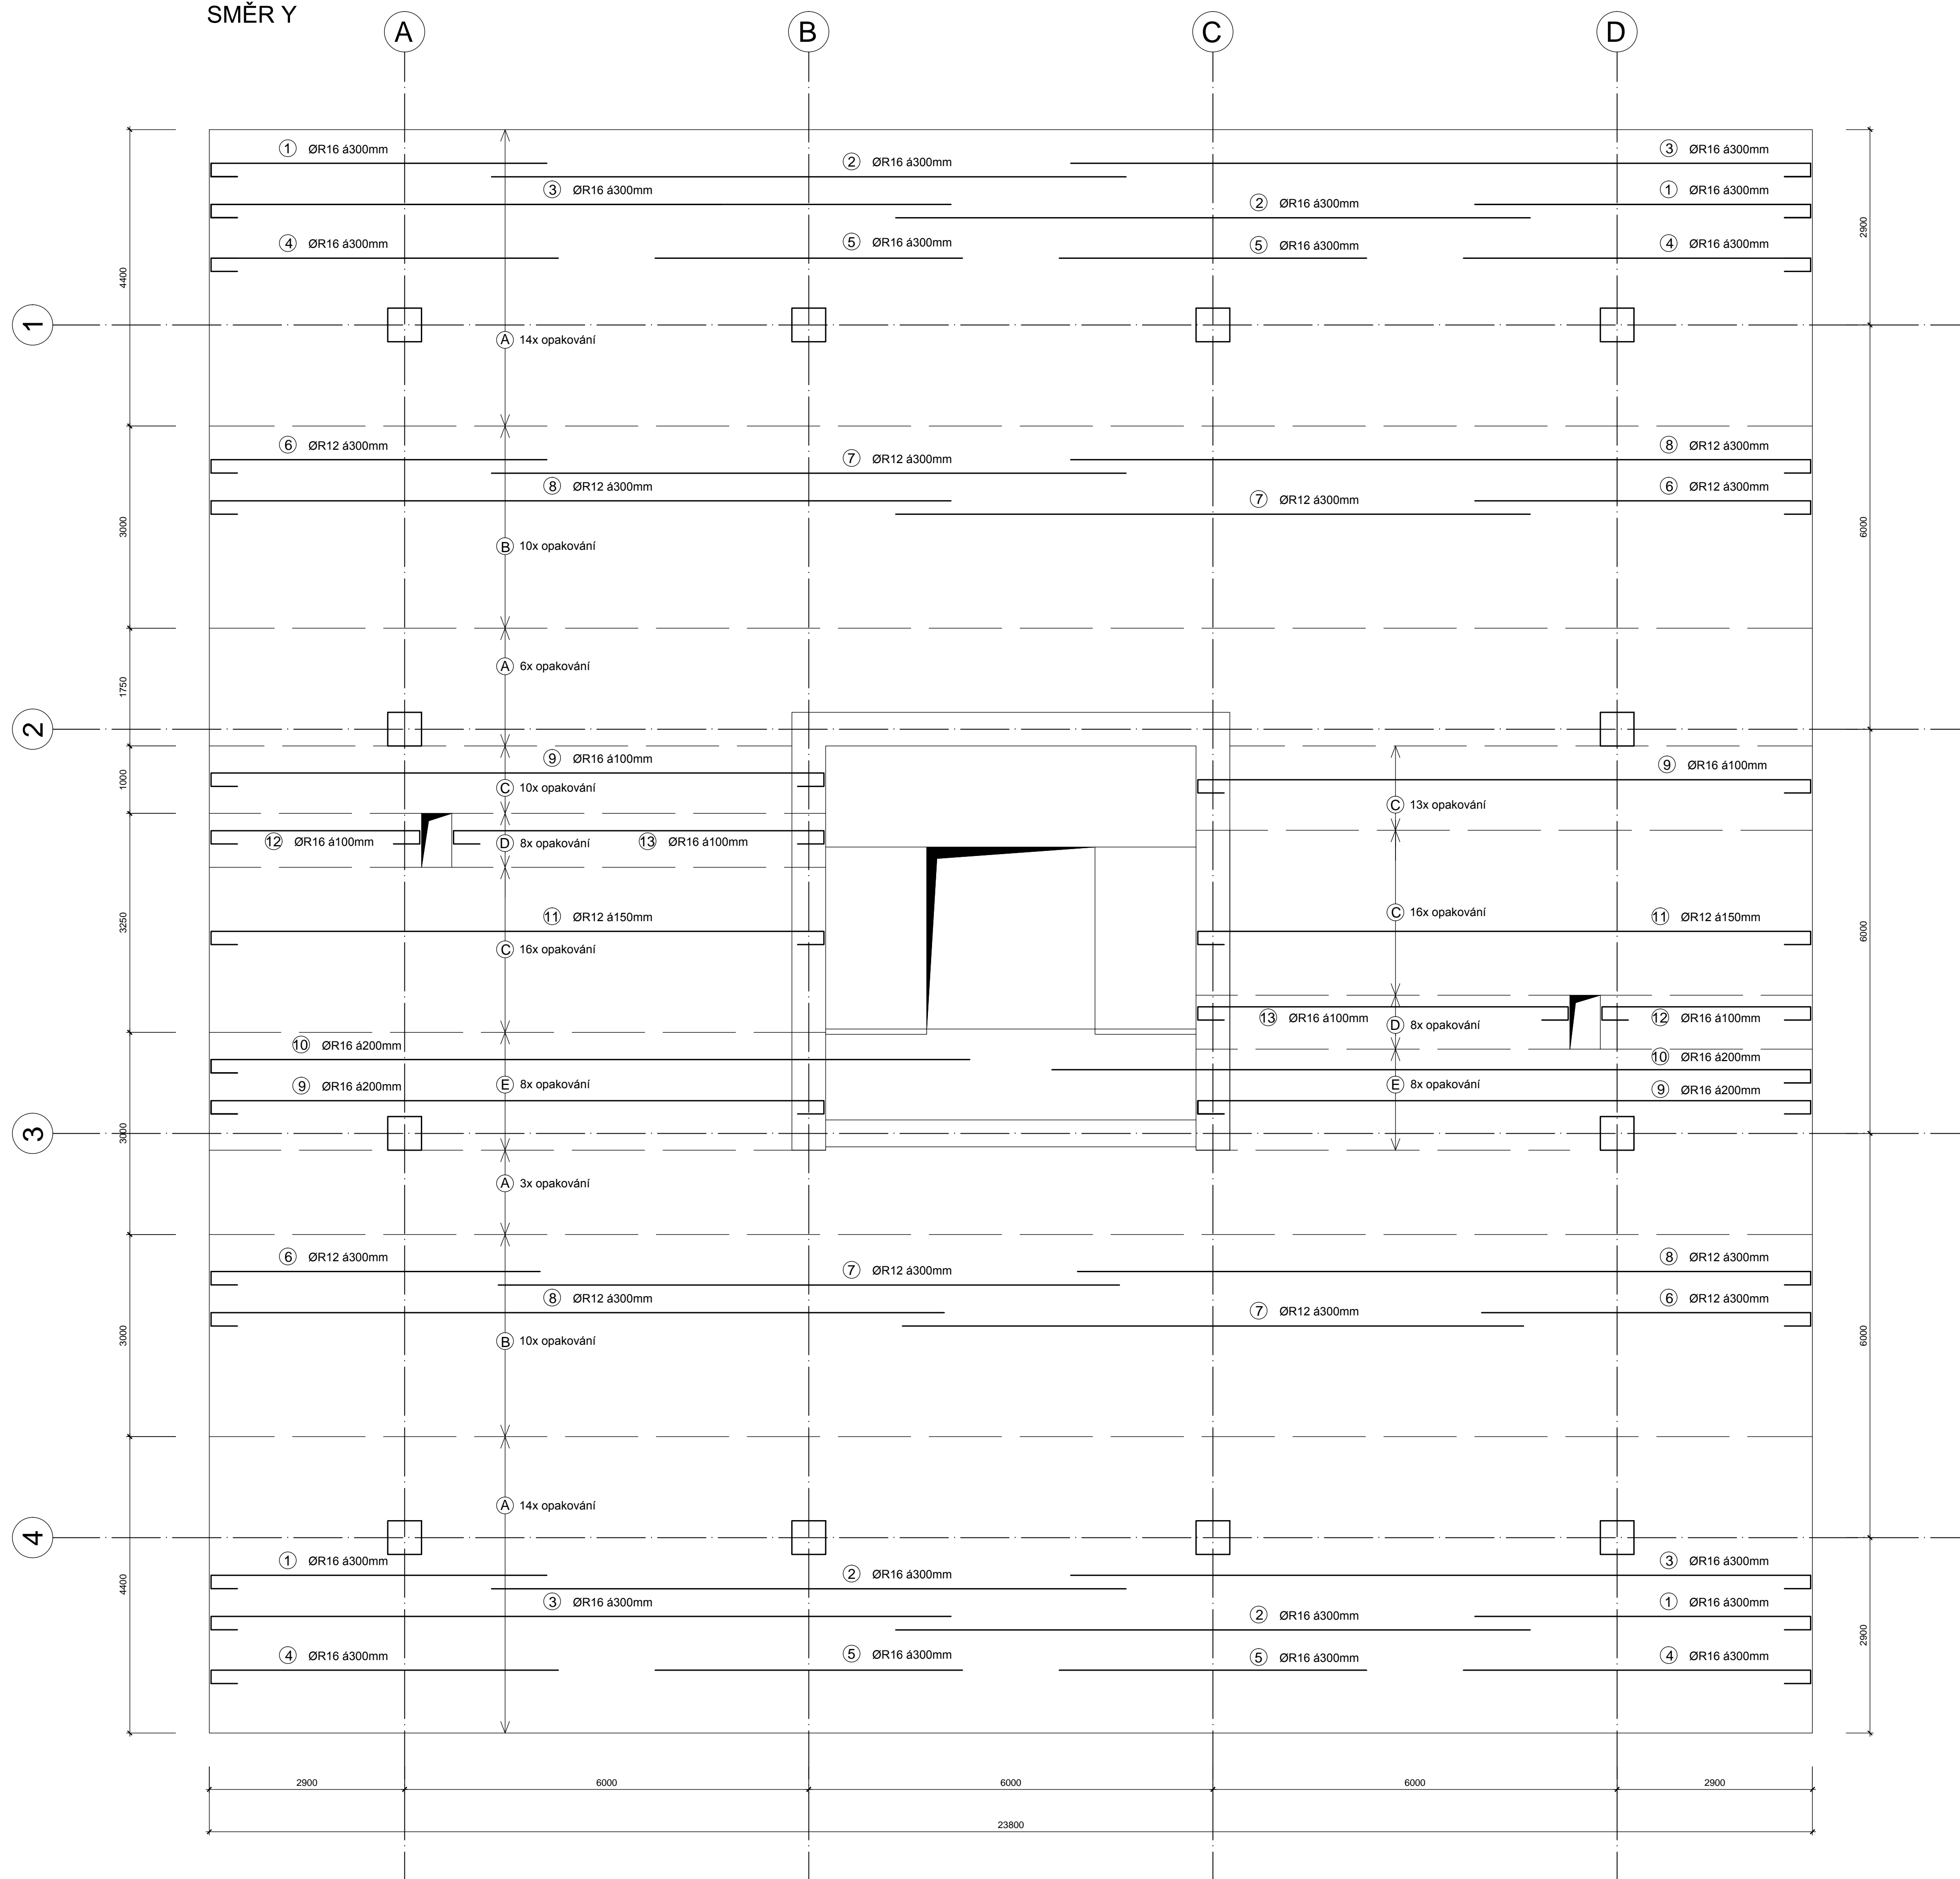 SMĚR Y
A B C D
1 ØR16 á300mm 2 ØR16 á300mm 3 ØR16 á300mm
3 ØR16 á300mm 2 ØR16 á300mm 1 ØR16 á300mm
4 ØR16 á300mm 5 ØR16 á300mm 5 ØR16 á300mm 4 ØR16 á300mm
2900
4400
1
A 14x opakování
6 ØR12 á300mm 7 ØR12 á300mm 8 ØR12 á300mm
8 ØR12 á300mm 7 ØR12 á300mm 6 ØR12 á300mm
3000
6000
B 10x opakování
A 6x opakování
1750
2
9 ØR16 á100mm 9 ØR16 á100mm
1000
C 10x opakování
C 13x opakování
12 ØR16 á100mm D 8x opakování 13 ØR16 á100mm
11 ØR12 á150mm C 16x opakování 11 ØR12 á150mm
3250
6000
C 16x opakování
13 ØR16 á100mm D 8x opakování 12 ØR16 á100mm
10 ØR16 á200mm 10 ØR16 á200mm
9 ØR16 á200mm E 8x opakování E 8x opakování 9 ØR16 á200mm
3
3000
A 3x opakování
6 ØR12 á300mm 7 ØR12 á300mm 8 ØR12 á300mm
8 ØR12 á300mm 7 ØR12 á300mm 6 ØR12 á300mm
3000
6000
B 10x opakování
A 14x opakování
4
1 ØR16 á300mm 2 ØR16 á300mm 3 ØR16 á300mm
4400
3 ØR16 á300mm 2 ØR16 á300mm 1 ØR16 á300mm
2900
4 ØR16 á300mm 5 ØR16 á300mm 5 ØR16 á300mm 4 ØR16 á300mm
2900 6000 6000 6000 2900
23800